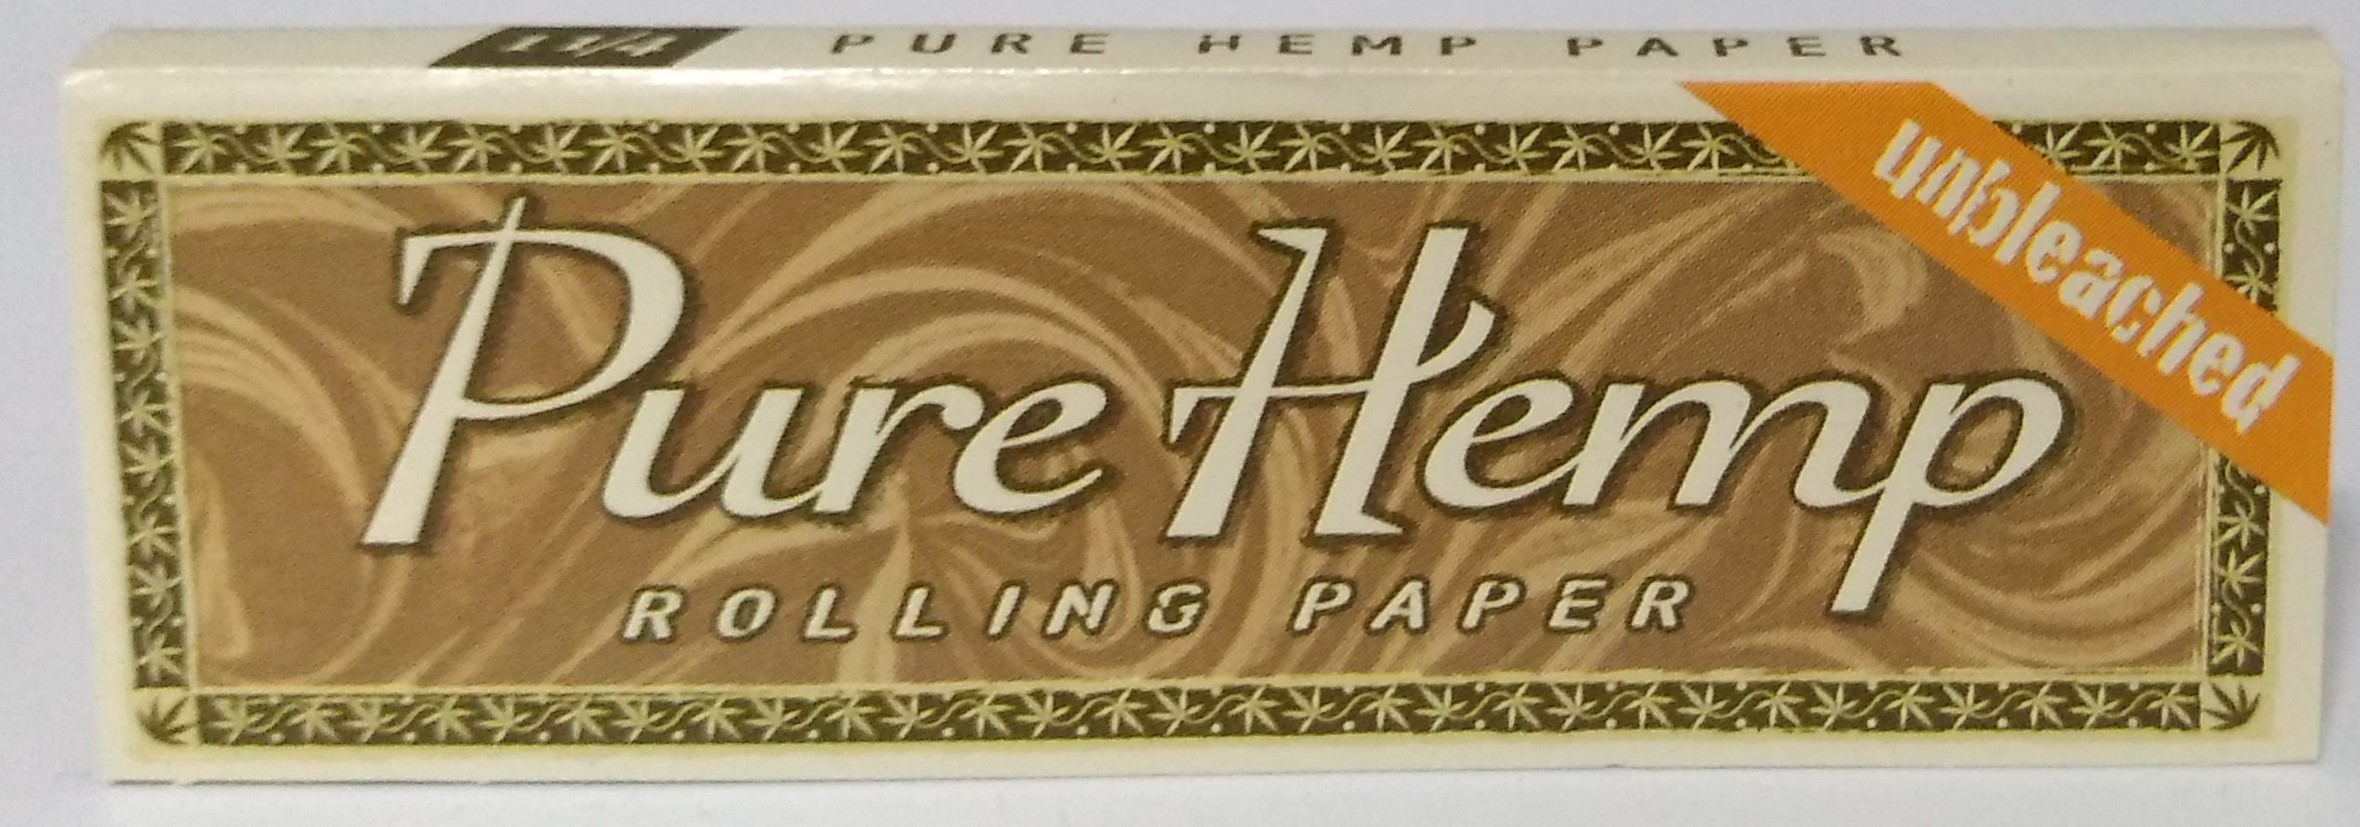 1 1/4 PURE HEMP PAPER
unbleached
Pure Hemp
ROLLING PAPER